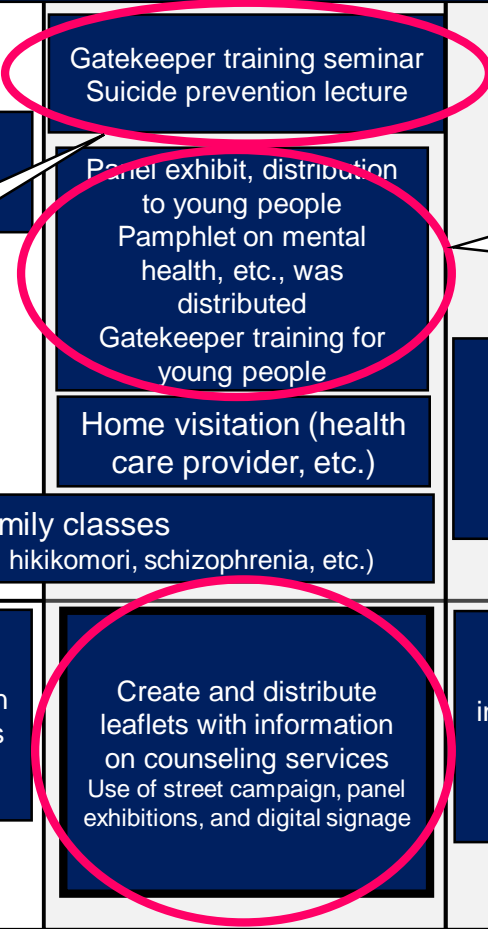 Gatekeeper training seminar
Suicide prevention lecture
Panel exhibit, distribution
to young people
Pamphlet on mental
health, etc., was
distributed
Gatekeeper training for
young people
Home visitation (health
care provider, etc.)
classes
hikikomori, schizophrenia, etc.)
Create and distribute
leaflets with information
on counseling services
Use of street campaign, panel
exhibitions, and digital signage